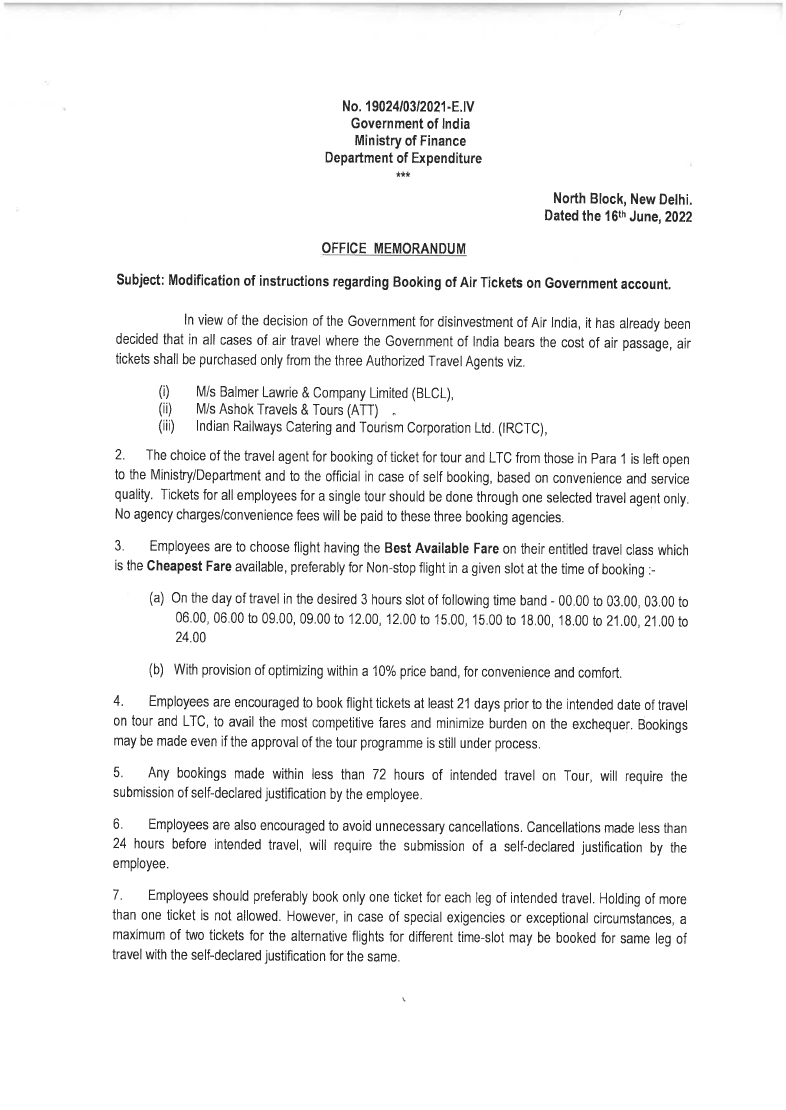 No. 19024/03/2021-E.IV
Government of India
Ministry of Finance
Department of Expenditure
***
North Block, New Delhi.
Dated the 16th June, 2022
OFFICE MEMORANDUM
Subject: Modification of instructions regarding Booking of Air Tickets on Government account.
In view of the decision of the Government for disinvestment of Air India, it has already been
decided that in all cases of air travel where the Government of India bears the cost of air passage, air
tickets shall be purchased only from the three Authorized Travel Agents viz.
(i) M/s Balmer Lawrie & Company Limited (BLCL),
(ii) M/s Ashok Travels & Tours (ATT)
(iii) Indian Railways Catering and Tourism Corporation Ltd. (IRCTC),
2. The choice of the travel agent for booking of ticket for tour and LTC from those in Para 1 is left open
to the Ministry/Department and to the official in case of self booking, based on convenience and service
quality. Tickets for all employees for a single tour should be done through one selected travel agent only.
No agency charges/convenience fees will be paid to these three booking agencies.
3. Employees are to choose flight having the Best Available Fare on their entitled travel class which
is the Cheapest Fare available, preferably for Non-stop flight in a given slot at the time of booking :-
(a) On the day of travel in the desired 3 hours slot of following time band - 00.00 to 03.00, 03.00 to
06.00, 06.00 to 09.00, 09.00 to 12.00, 12.00 to 15.00, 15.00 to 18.00, 18.00 to 21.00, 21.00 to
24.00
(b) With provision of optimizing within a 10% price band, for convenience and comfort.
4. Employees are encouraged to book flight tickets at least 21 days prior to the intended date of travel
on tour and LTC, to avail the most competitive fares and minimize burden on the exchequer. Bookings
may be made even if the approval of the tour programme is still under process.
5. Any bookings made within less than 72 hours of intended travel on Tour, will require the
submission of self-declared justification by the employee.
6. Employees are also encouraged to avoid unnecessary cancellations. Cancellations made less than
24 hours before intended travel, will require the submission of a self-declared justification by the
employee.
7. Employees should preferably book only one ticket for each leg of intended travel. Holding of more
than one ticket is not allowed. However, in case of special exigencies or exceptional circumstances, a
maximum of two tickets for the alternative flights for different time-slot may be booked for same leg of
travel with the self-declared justification for the same.